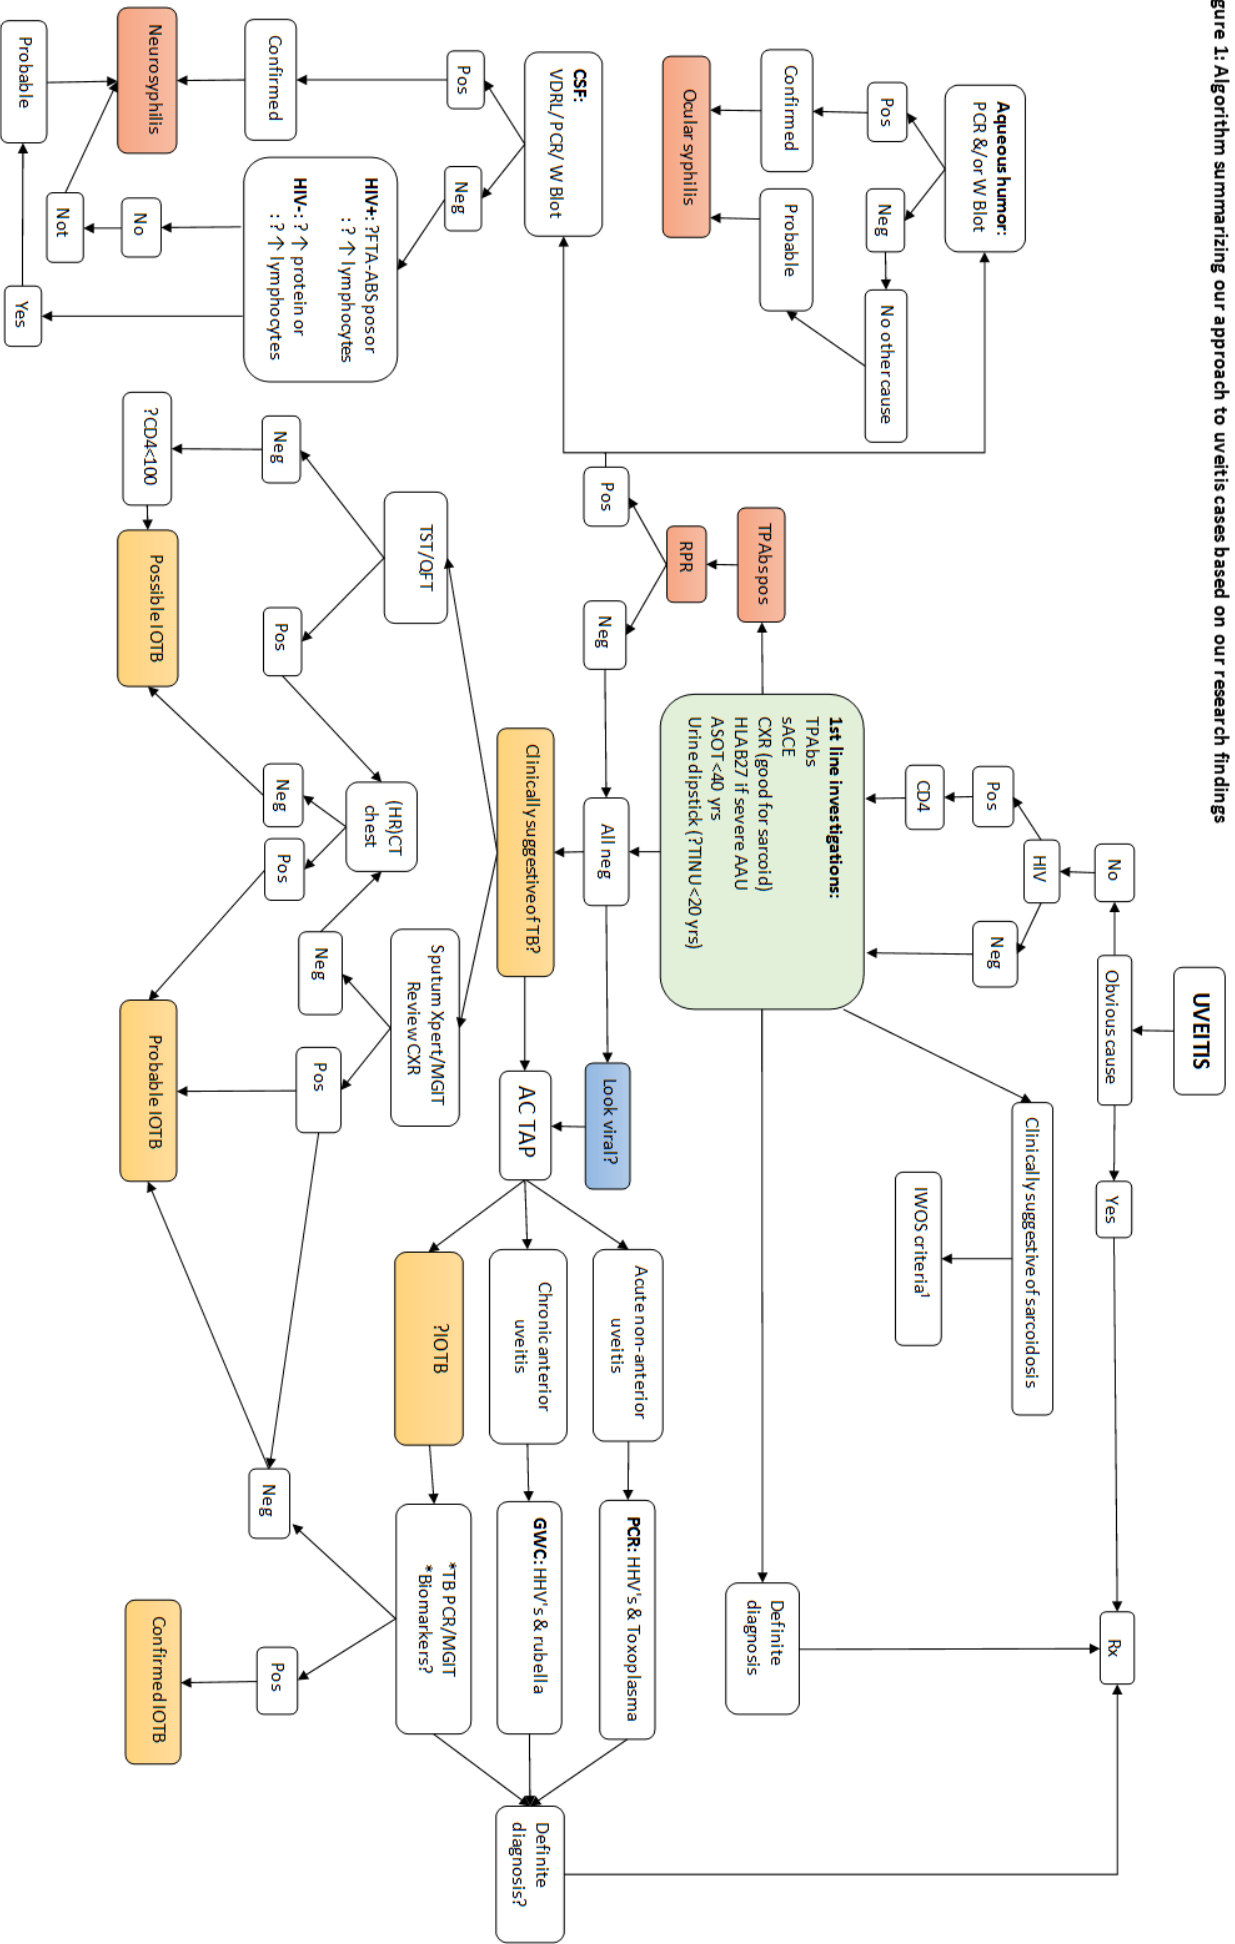 gure 1: Algorithm summarizing our approach to uveitis cases based on our research findings
UVEITIS
Obvious cause
No
Yes
HIV
Pos
Neg
CD4
Rx
Clinically suggestive of sarcoidosis
IWOS criteria¹
1st line investigations:
TPAbs
sACE
CXR (good for sarcoid)
HLAB27 if severe AAU
ASOT <40 yrs
Urine dipstick (?TINU <20 yrs)
Definite
diagnosis
TPAbs pos
RPR
Pos
Neg
Aqueous humor:
PCR &/or W Blot
Pos
Neg
No other cause
Confirmed
Probable
Ocular syphilis
CSF:
VDRL/ PCR/ W Blot
Pos
Neg
Confirmed
HIV+: ?FTA-ABS pos or
: ? ↑ lymphocytes
HIV-: ? ↑ protein or
: ? ↑ lymphocytes
Neurosyphilis
No
Not
Probable
Yes
All neg
Look viral?
Clinically suggestive of TB?
AC TAP
Acute non-anterior
uveitis
PCR: HHV's & Toxoplasma
Chronic anterior
uveitis
GWC: HHV's & rubella
?IOTB
*TB PCR/MGIT
*Biomarkers?
Definite
diagnosis?
TST/QFT
Sputum Xpert/MGIT
Review CXR
Neg
Pos
(HR)CT
chest
Neg
Pos
Neg
Pos
Neg
Pos
?CD4<100
Possible IOTB
Probable IOTB
Confirmed IOTB